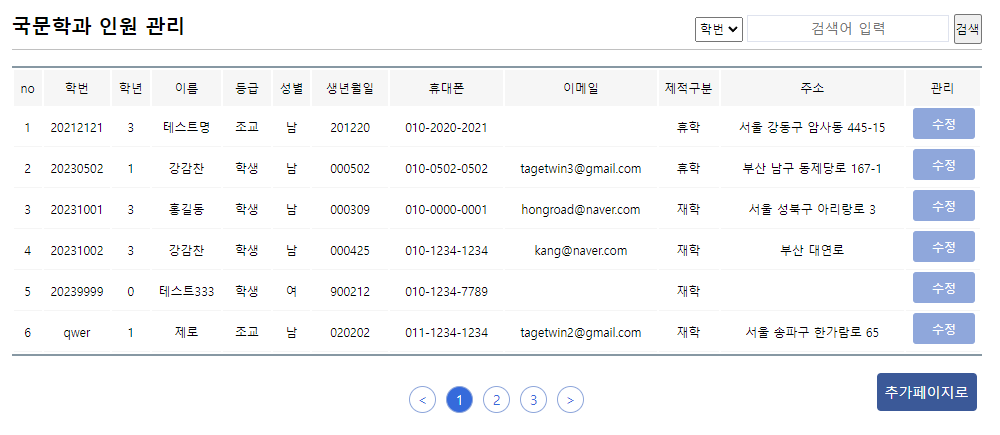 국문학과 인원 관리
학번 검색어 입력 검색
no 학번 학년 이름 등급 성별 생년월일 휴대폰 이메일 제적구분 주소 관리
1 20212121 3 테스트명 조교 남 201220 010-2020-2021 휴학 서울 강동구 암사동 445-15 수정
2 20230502 1 강감찬 학생 남 000502 010-0502-0502 tagetwin3@gmail.com 휴학 부산 남구 동제당로 167-1 수정
3 20231001 3 홍길동 학생 남 000309 010-0000-0001 hongroad@naver.com 재학 서울 성북구 아리랑로 3 수정
4 20231002 3 강감찬 학생 남 000425 010-1234-1234 kang@naver.com 재학 부산 대연로 수정
5 20239999 0 테스트333 학생 여 900212 010-1234-7789 재학 수정
6 qwer 1 제로 조교 남 020202 011-1234-1234 tagetwin2@gmail.com 재학 서울 송파구 한가람로 65 수정
< 1 2 3 >
추가페이지로